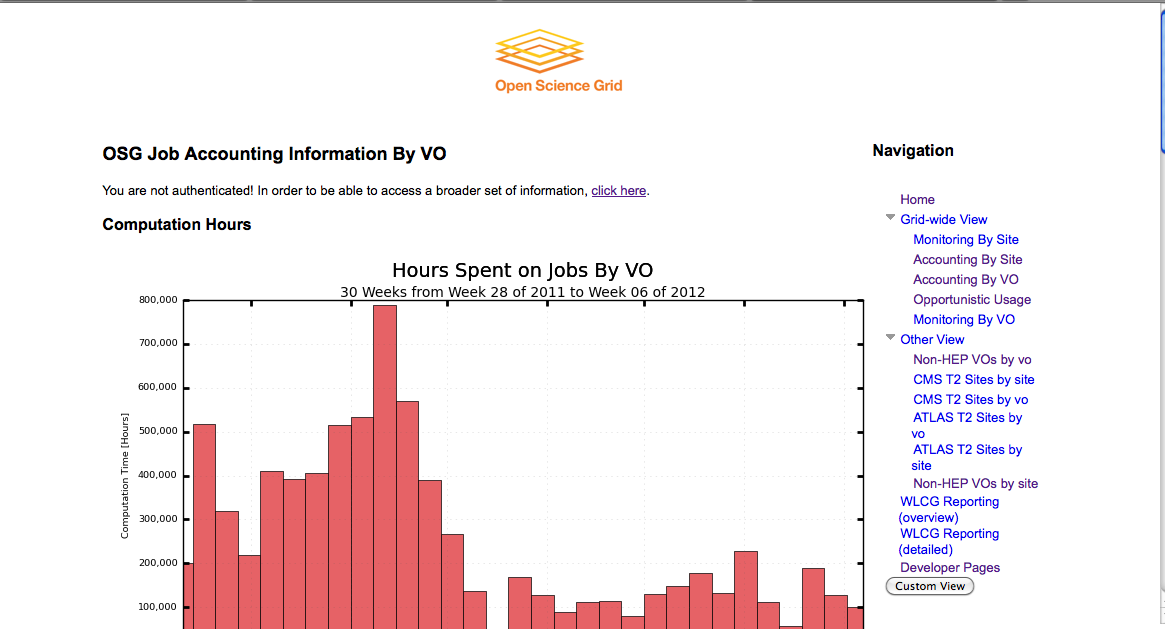 Open Science Grid
OSG Job Accounting Information By VO
You are not authenticated! In order to be able to access a broader set of information, click here.
Computation Hours
Hours Spent on Jobs By VO
30 Weeks from Week 28 of 2011 to Week 06 of 2012
800,000
700,000
600,000
500,000
400,000
300,000
200,000
100,000
Computation Time [Hours]
Navigation
Home
Grid-wide View
Monitoring By Site
Accounting By Site
Accounting By VO
Opportunistic Usage
Monitoring By VO
Other View
Non-HEP VOs by vo
CMS T2 Sites by site
CMS T2 Sites by vo
ATLAS T2 Sites by
vo
ATLAS T2 Sites by
site
Non-HEP VOs by site
WLCG Reporting
(overview)
WLCG Reporting
(detailed)
Developer Pages
Custom View